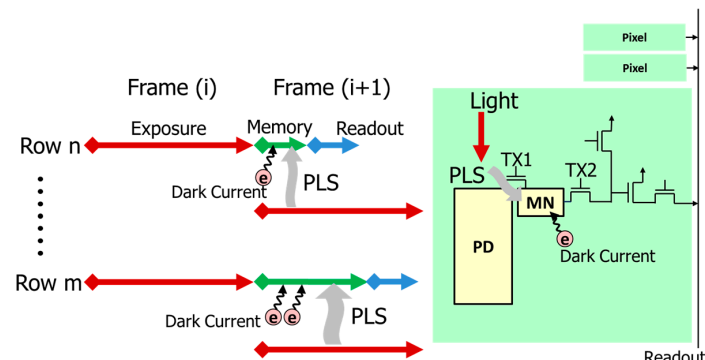 Frame (i)
Frame (i+1)
Row n
Exposure
Memory
Readout
e
Dark Current
PLS
Row m
Dark Current
e
e
PLS
Pixel
Pixel
Light
PLS
TX1
TX2
MN
PD
e
Dark Current
Readout